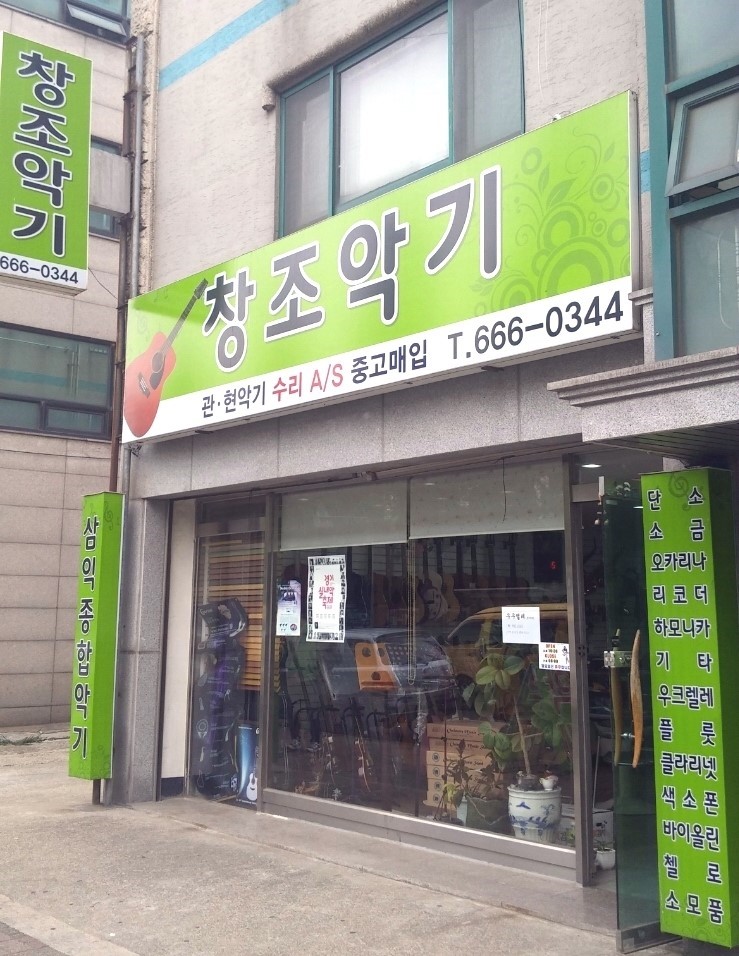 창조악기
666-0344
창조악기
관·현악기 수리 A/S 중고매입 T.666-0344
삼익종합악기
단소
소금
오카리나
리코더
하모니카
기타
우크렐레
플룻
클라리넷
색소폰
바이올린
첼로
소모품